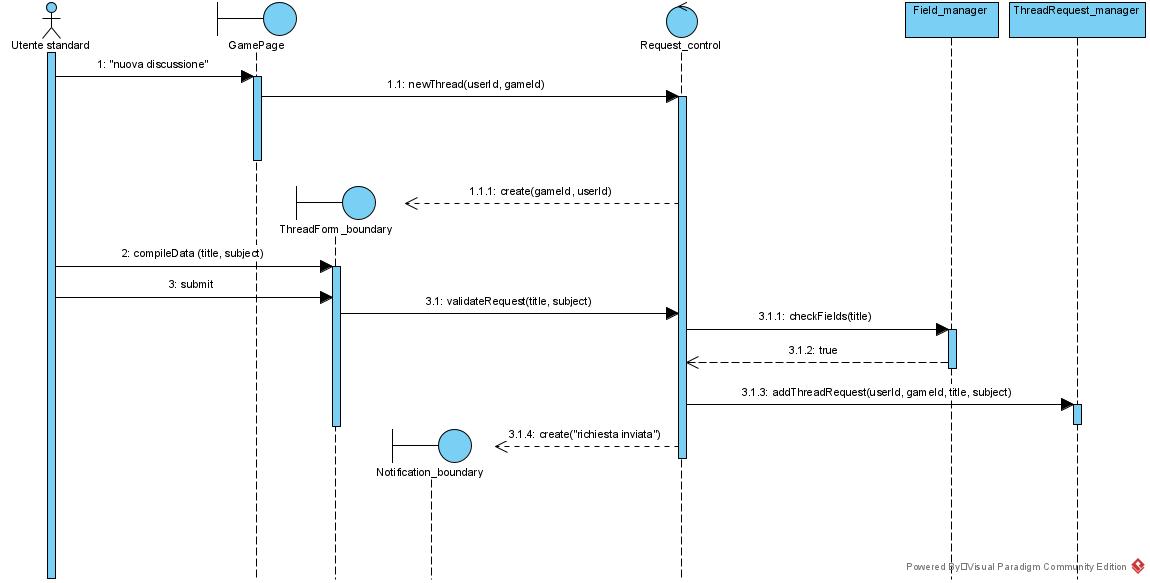 Field_manager
ThreadRequest_manager
Utente standard
GamePage
Request_control
1: "nuova discussione"
1.1: newThread(userId, gameId)
1.1.1: create(gameId, userId)
ThreadForm_boundary
2: compileData (title, subject)
3: submit
3.1: validateRequest(title, subject)
3.1.1: checkFields(title)
3.1.2: true
3.1.3: addThreadRequest(userId, gameId, title, subject)
3.1.4: create("richiesta inviata")
Notification_boundary
Powered By Visual Paradigm Community Edition